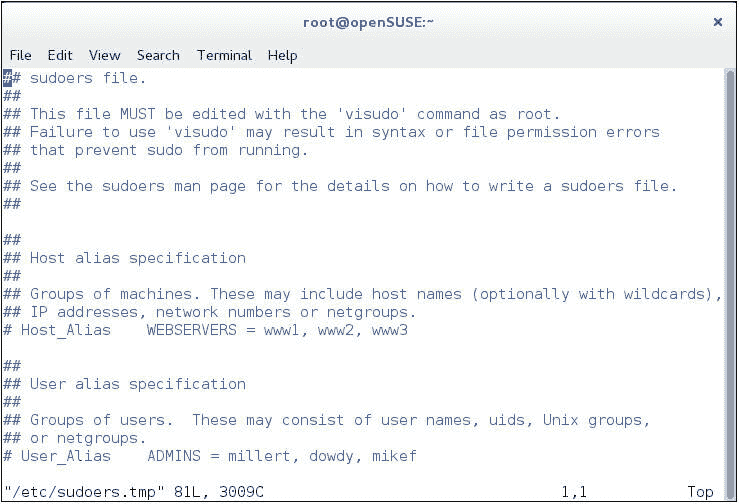 root@openSUSE:~ ×
File Edit View Search Terminal Help
## sudoers file.
##
## This file MUST be edited with the 'visudo' command as root.
## Failure to use 'visudo' may result in syntax or file permission errors
## that prevent sudo from running.
##
## See the sudoers man page for the details on how to write a sudoers file.
##
##
## Host alias specification
##
## Groups of machines. These may include host names (optionally with wildcards),
## IP addresses, network numbers or netgroups.
# Host_Alias    WEBSERVERS = www1, www2, www3
##
## User alias specification
##
## Groups of users.  These may consist of user names, uids, Unix groups,
## or netgroups.
# User_Alias    ADMINS = millert, dowdy, mikef
"/etc/sudoers.tmp" 81L, 3009C 1,1 Top